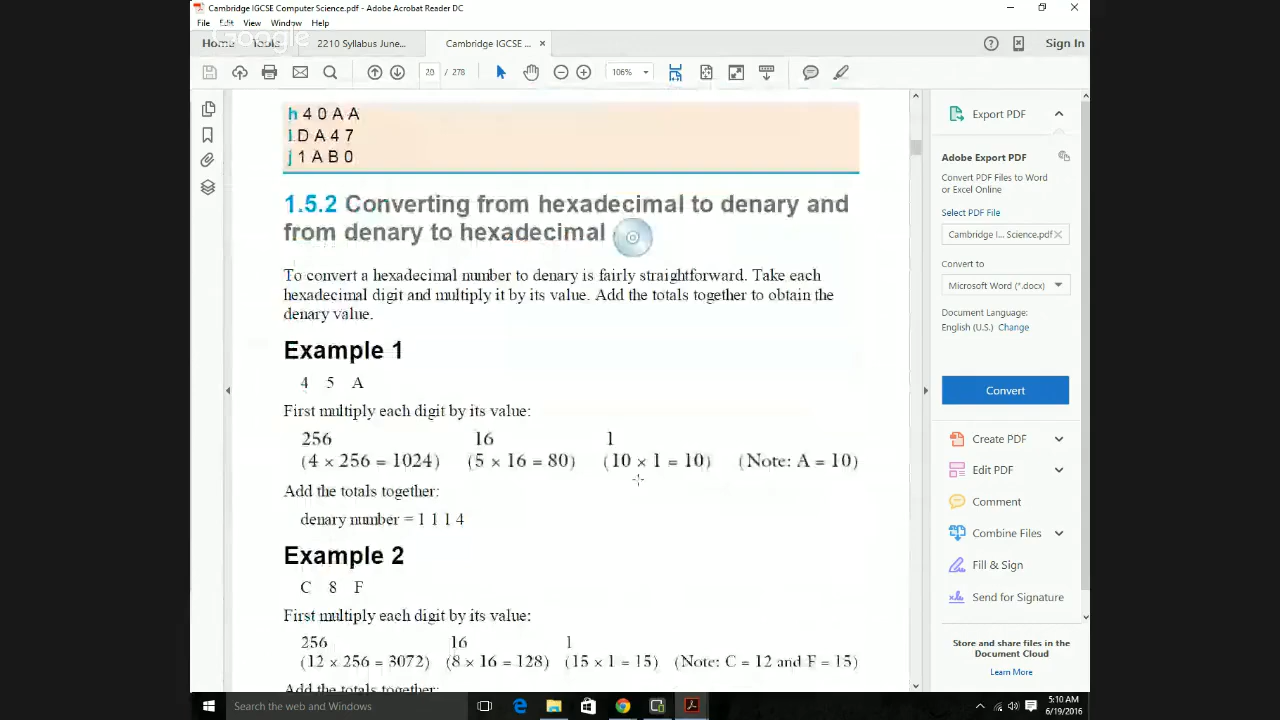 Cambridge IGCSE Computer Science.pdf - Adobe Acrobat Reader DC
File Edit View Window Help
Google
Home Tools 2210 Syllabus June... Cambridge IGCSE ... × Sign In
20 / 278 106%
h 4 0 A A
i D A 4 7
j 1 A B 0
1.5.2 Converting from hexadecimal to denary and
from denary to hexadecimal
To convert a hexadecimal number to denary is fairly straightforward. Take each
hexadecimal digit and multiply it by its value. Add the totals together to obtain the
denary value.
Example 1
4 5 A
First multiply each digit by its value:
256 16 1
(4 × 256 = 1024) (5 × 16 = 80) (10 × 1 = 10) (Note: A = 10)
Add the totals together:
denary number = 1 1 1 4
Example 2
C 8 F
First multiply each digit by its value:
256 16 1
(12 × 256 = 3072) (8 × 16 = 128) (15 × 1 = 15) (Note: C = 12 and F = 15)
Add the totals together:
Export PDF
Adobe Export PDF
Convert PDF Files to Word
or Excel Online
Select PDF File
Cambridge I... Science.pdf ×
Convert to
Microsoft Word (*.docx)
Document Language:
English (U.S.) Change
Convert
Create PDF
Edit PDF
Comment
Combine Files
Fill & Sign
Send for Signature
Store and share files in the
Document Cloud
Learn More
Search the web and Windows
5:10 AM
6/19/2016